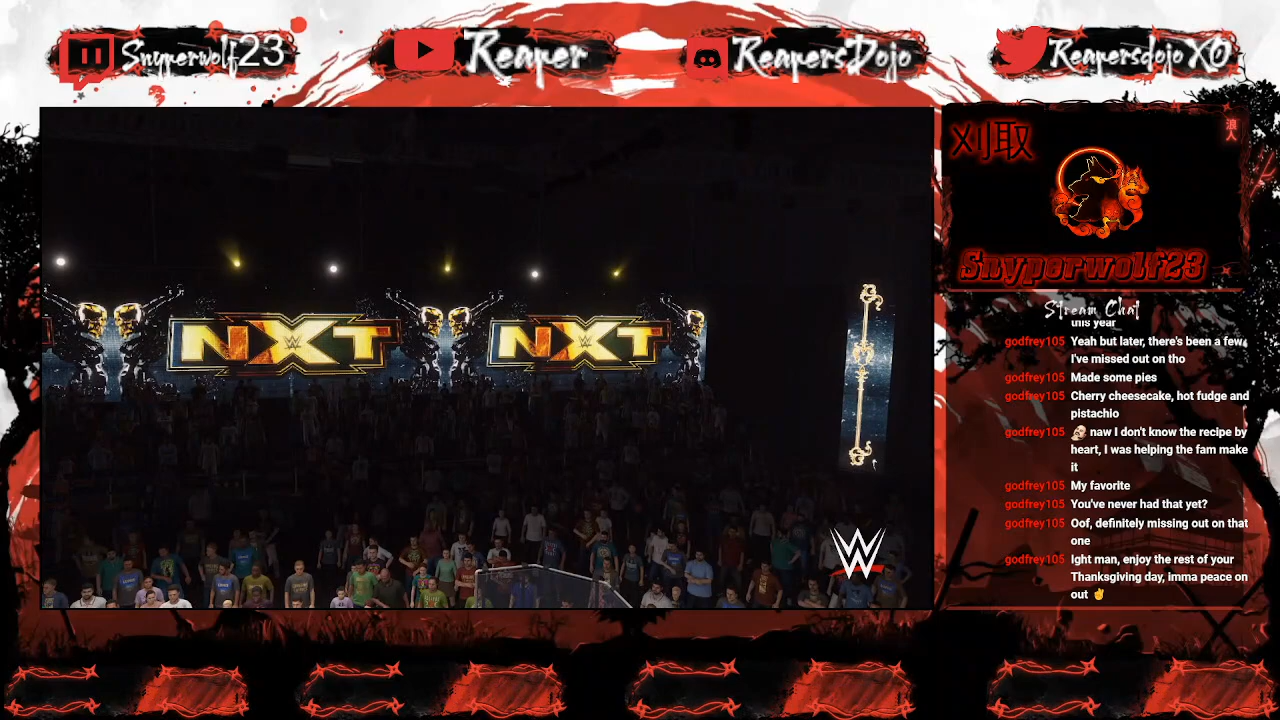 Snyperwolf23
Reaper
ReapersDojo
ReapersdojoXO
刈取
浪人
Snyperwolf23
NXT
NXT
W
Stream Chat
this year
godfrey105 Yeah but later, there's been a few
I've missed out on tho
godfrey105 Made some pies
godfrey105 Cherry cheesecake, hot fudge and
pistachio
godfrey105 naw I don't know the recipe by
heart, I was helping the fam make
it
godfrey105 My favorite
godfrey105 You've never had that yet?
godfrey105 Oof, definitely missing out on that
one
godfrey105 Ight man, enjoy the rest of your
Thanksgiving day, imma peace on
out ✌